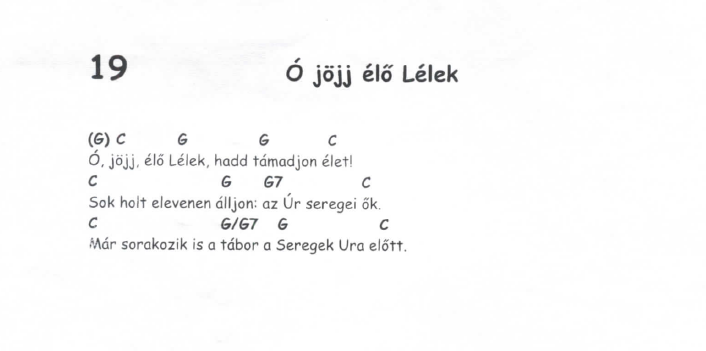 19 Ó jöjj élő Lélek
(G) C G G C
Ó, jöjj, élő Lélek, hadd támadjon élet!
C G G7 C
Sok holt elevenen álljon: az Úr seregei ők.
C G/G7 G C
Már sorakozik is a tábor a Seregek Ura előtt.